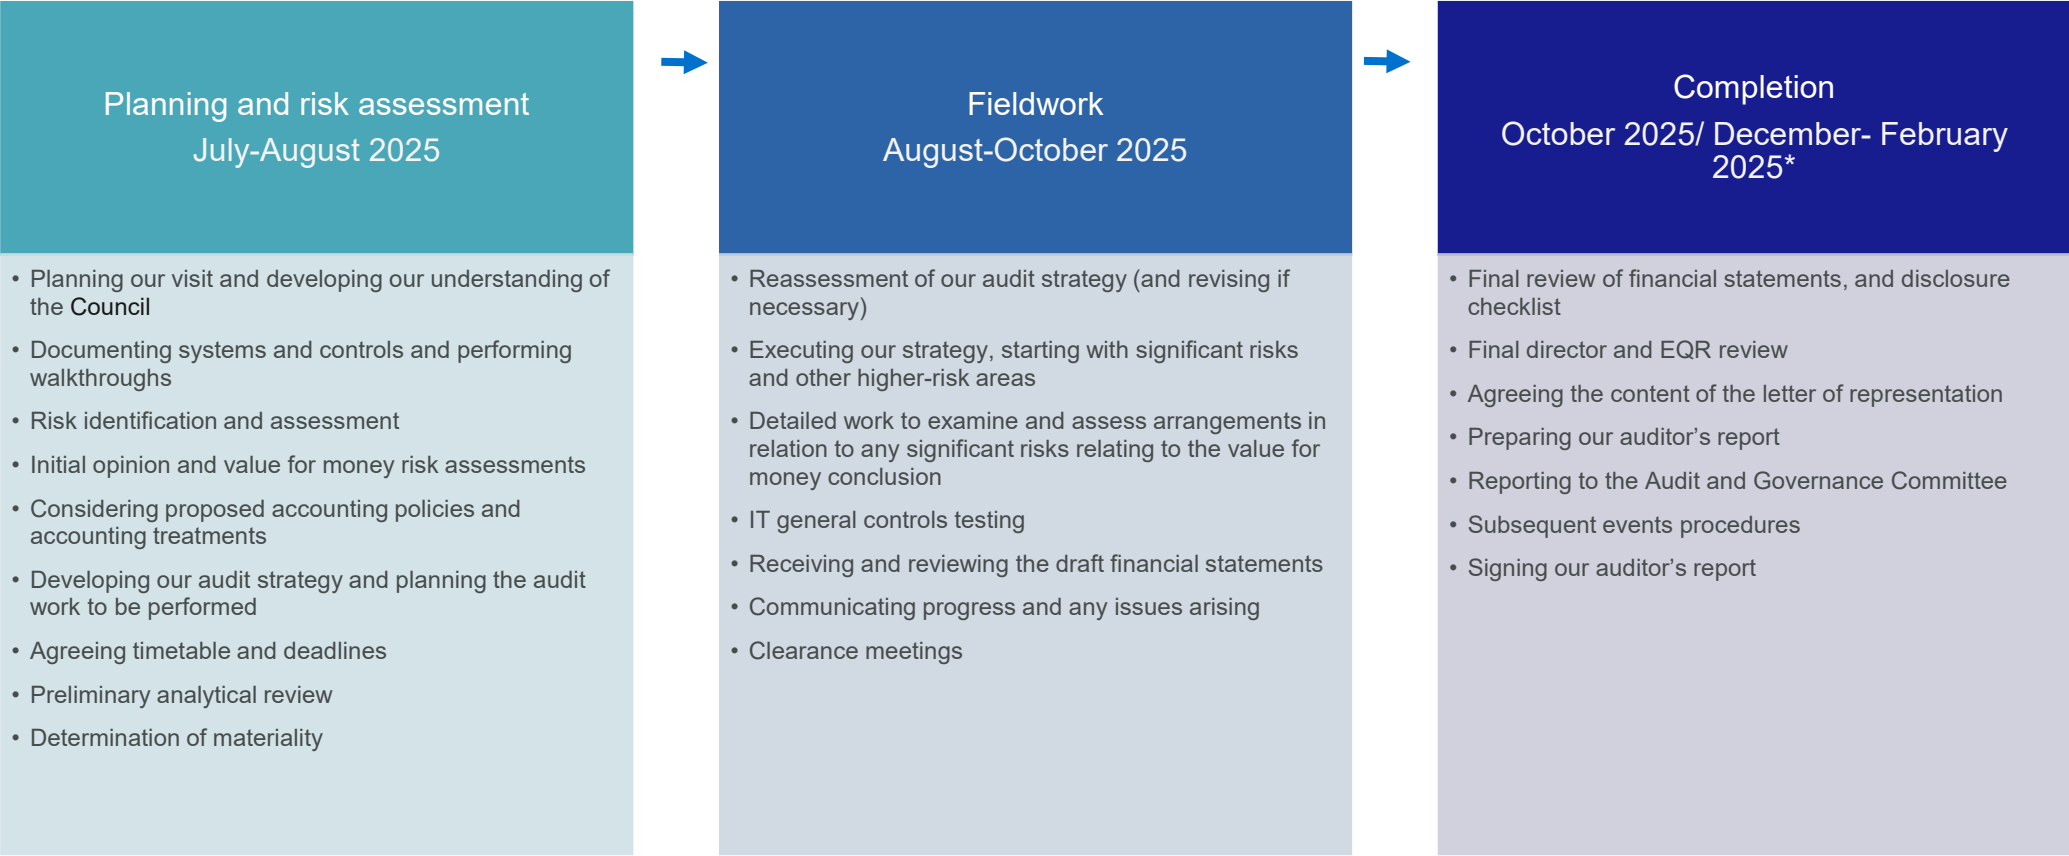 Planning and risk assessment
July-August 2025
• Planning our visit and developing our understanding of
the Council
• Documenting systems and controls and performing
walkthroughs
• Risk identification and assessment
• Initial opinion and value for money risk assessments
• Considering proposed accounting policies and
accounting treatments
• Developing our audit strategy and planning the audit
work to be performed
• Agreeing timetable and deadlines
• Preliminary analytical review
• Determination of materiality
Fieldwork
August-October 2025
• Reassessment of our audit strategy (and revising if
necessary)
• Executing our strategy, starting with significant risks
and other higher-risk areas
• Detailed work to examine and assess arrangements in
relation to any significant risks relating to the value for
money conclusion
• IT general controls testing
• Receiving and reviewing the draft financial statements
• Communicating progress and any issues arising
• Clearance meetings
Completion
October 2025/ December- February
2025*
• Final review of financial statements, and disclosure
checklist
• Final director and EQR review
• Agreeing the content of the letter of representation
• Preparing our auditor’s report
• Reporting to the Audit and Governance Committee
• Subsequent events procedures
• Signing our auditor’s report